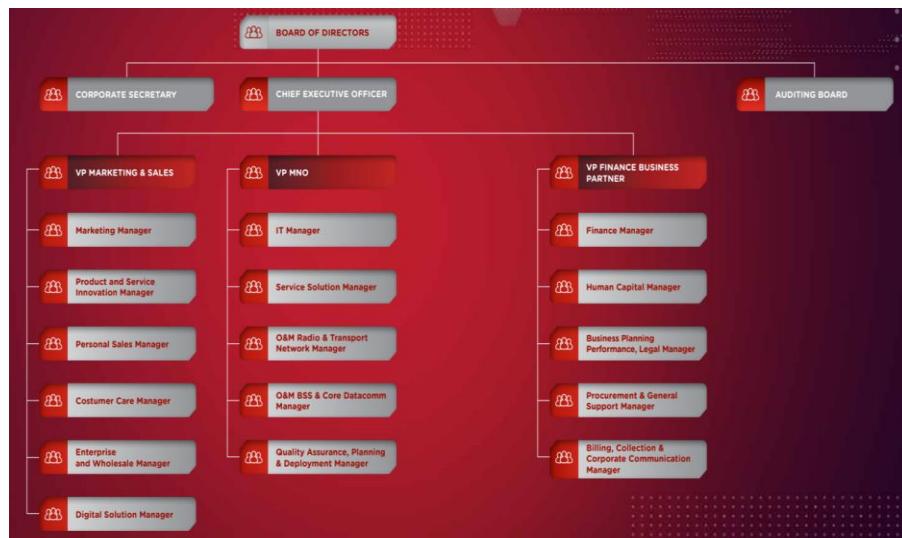 BOARD OF DIRECTORS
CORPORATE SECRETARY
CHIEF EXECUTIVE OFFICER
AUDITING BOARD
VP MARKETING & SALES
VP MNO
VP FINANCE BUSINESS
PARTNER
Marketing Manager
IT Manager
Finance Manager
Product and Service
Innovation Manager
Service Solution Manager
Human Capital Manager
Personal Sales Manager
O&M Radio & Transport
Network Manager
Business Planning
Performance, Legal Manager
Costumer Care Manager
O&M BSS & Core Datacomm
Manager
Procurement & General
Support Manager
Enterprise
and Wholesale Manager
Quality Assurance, Planning
& Deployment Manager
Billing, Collection &
Corporate Communication
Manager
Digital Solution Manager